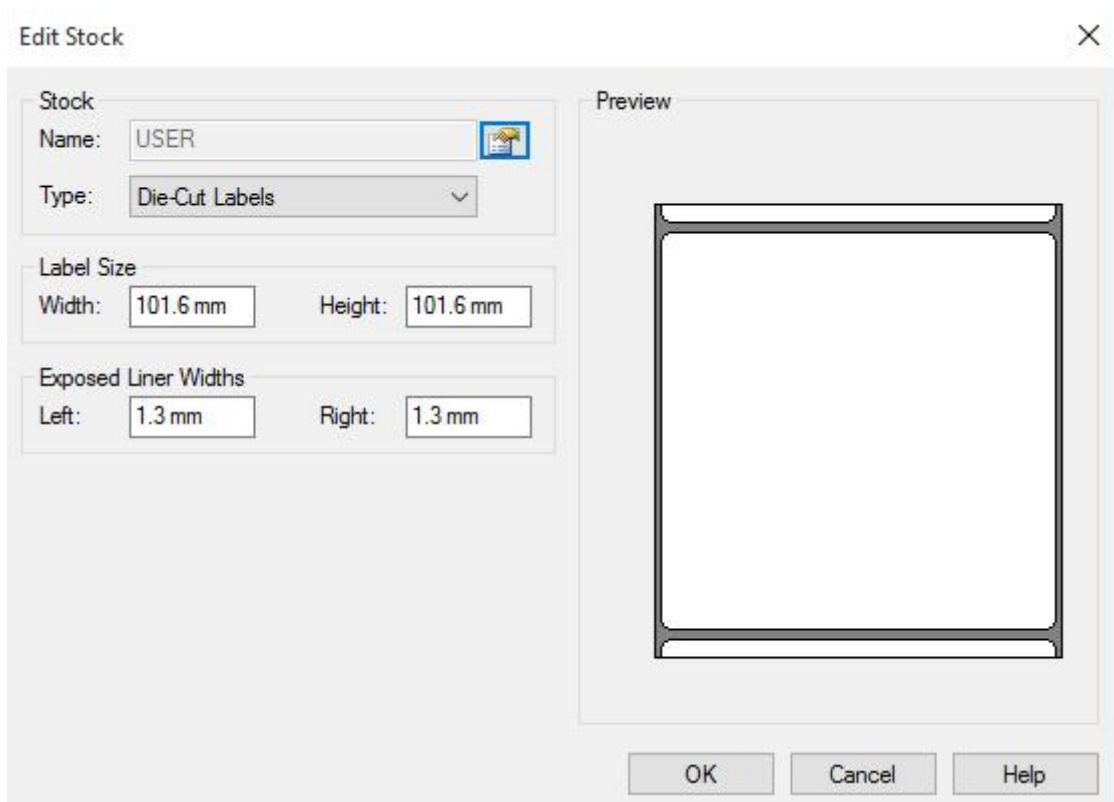 Edit Stock
Stock
Name: USER
Type: Die-Cut Labels
Label Size
Width: 101.6 mm Height: 101.6 mm
Exposed Liner Widths
Left: 1.3 mm Right: 1.3 mm
Preview
OK Cancel Help